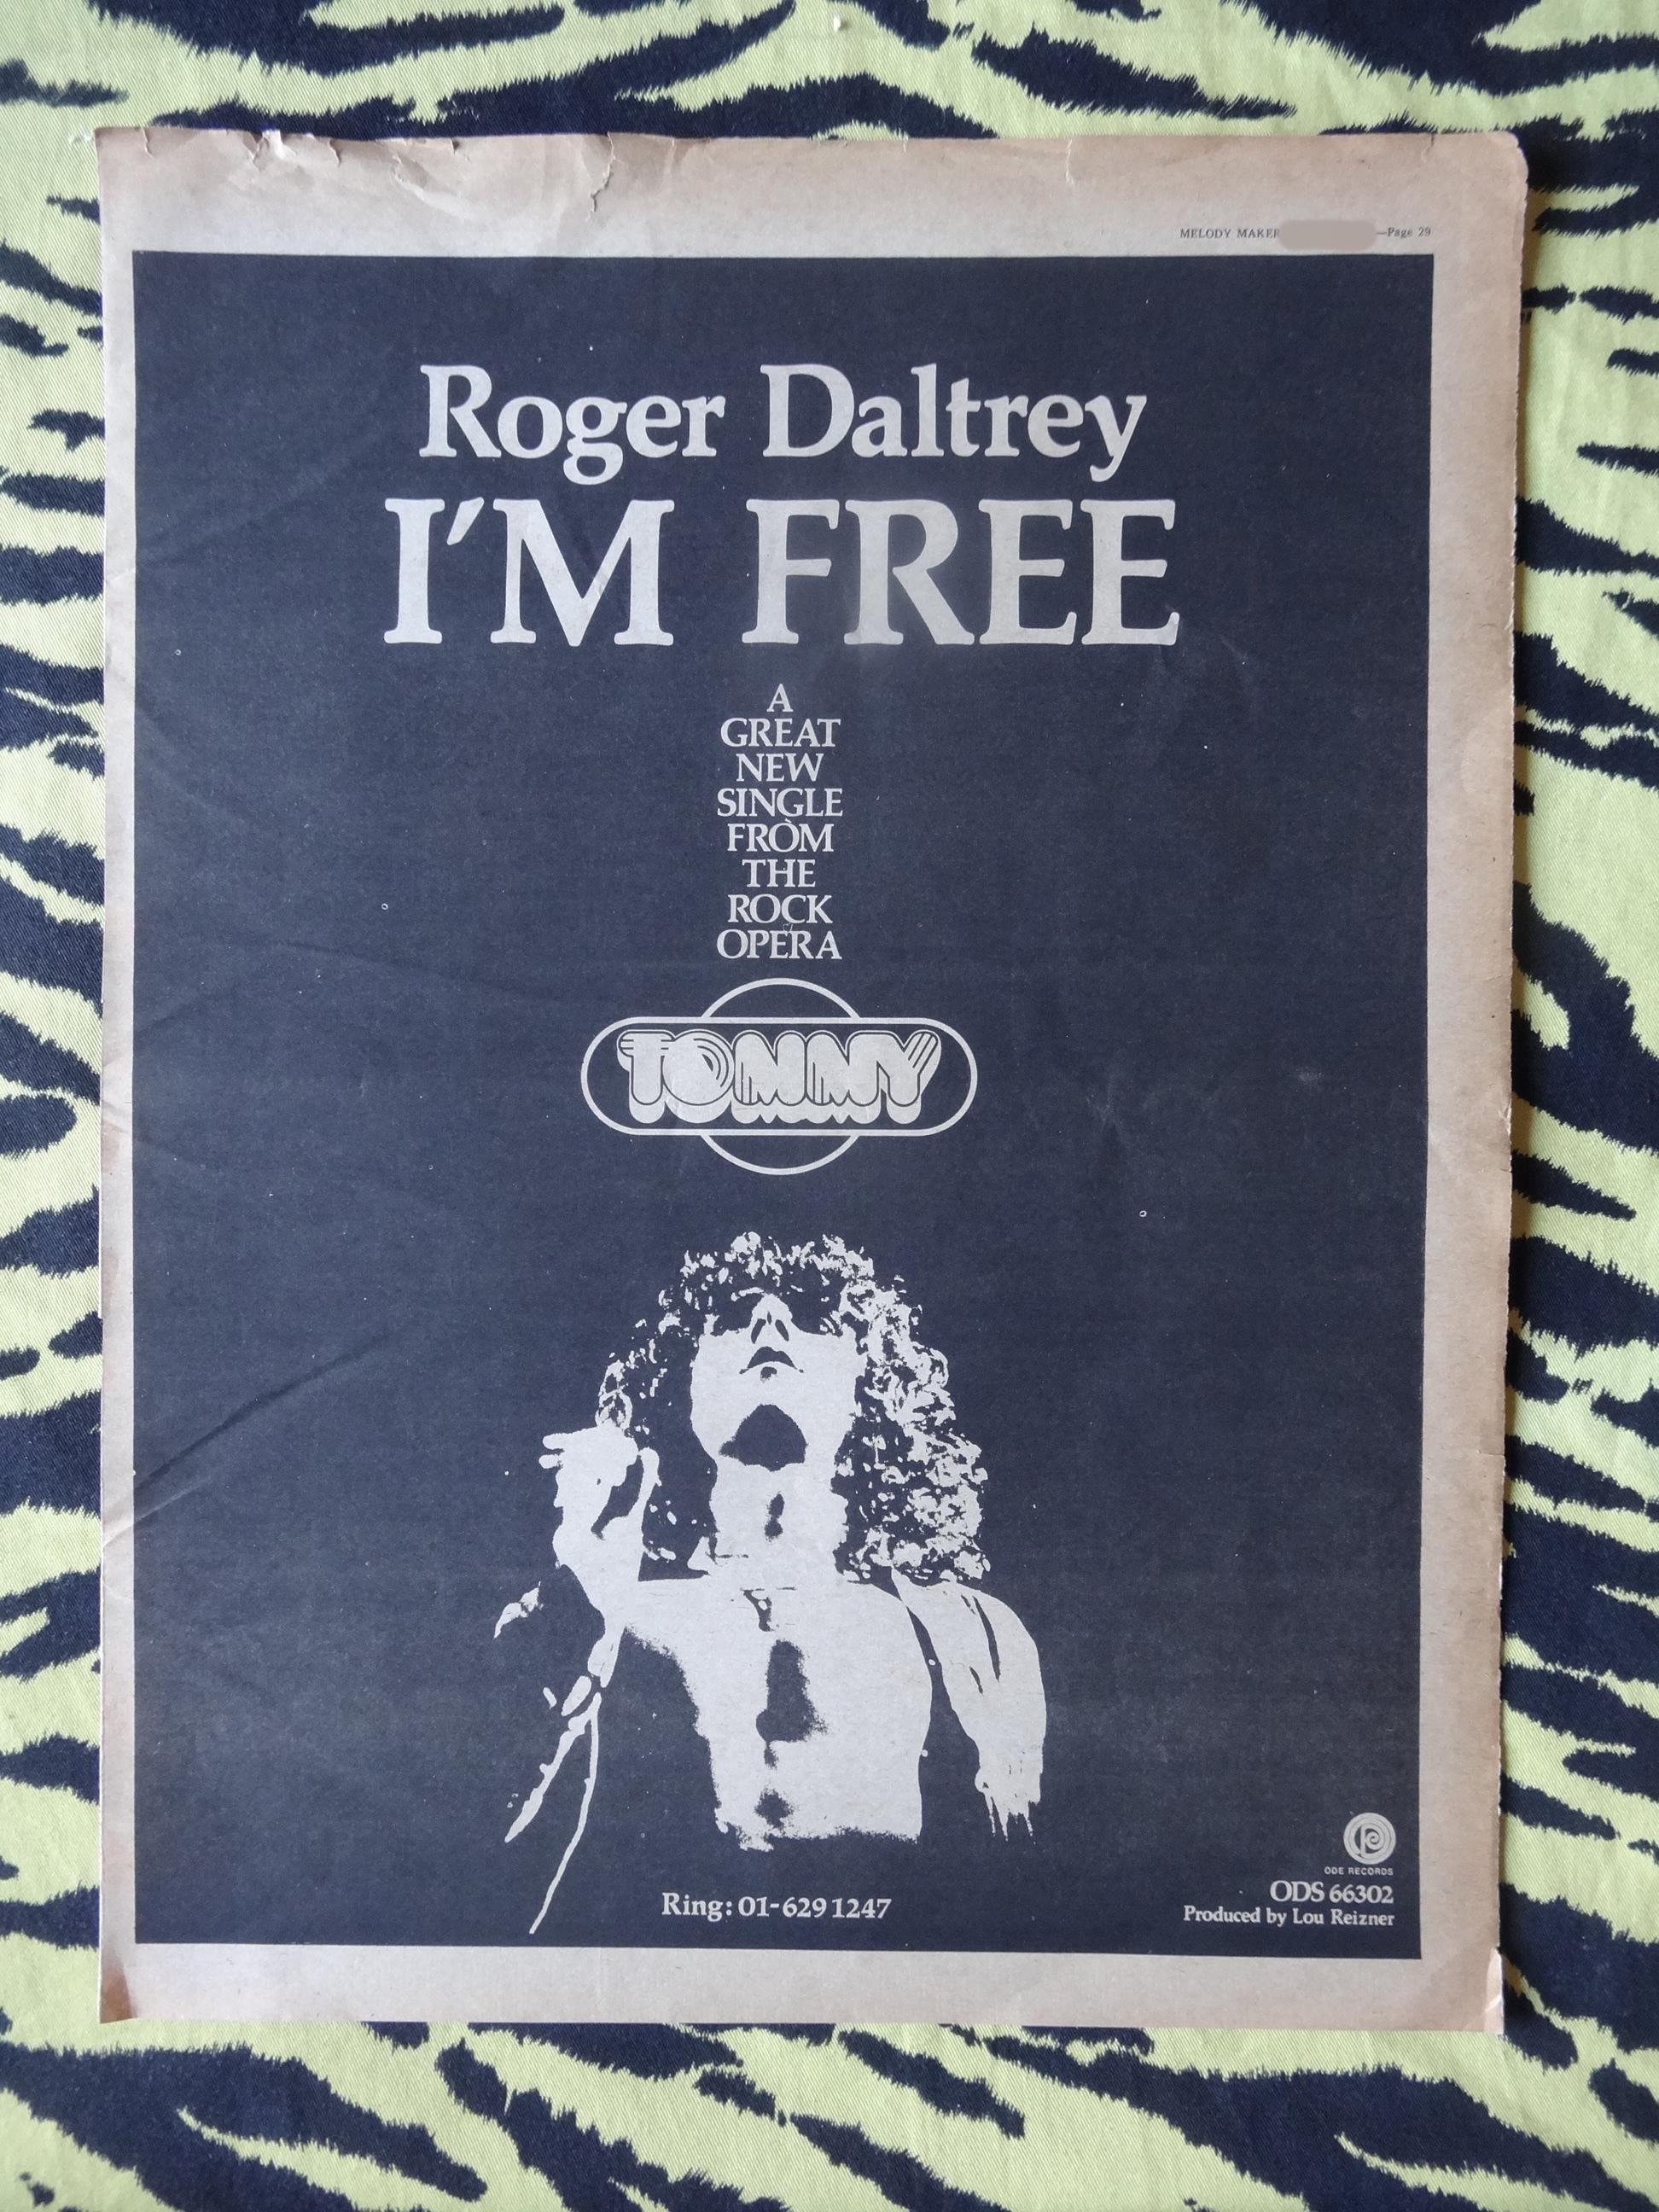 MELODY MAKER —Page 29
Roger Daltrey
I'M FREE
A
GREAT
NEW
SINGLE
FROM
THE
ROCK
OPERA
TOMMY
ODE RECORDS
ODS 66302
Ring: 01-629 1247
Produced by Lou Reizner